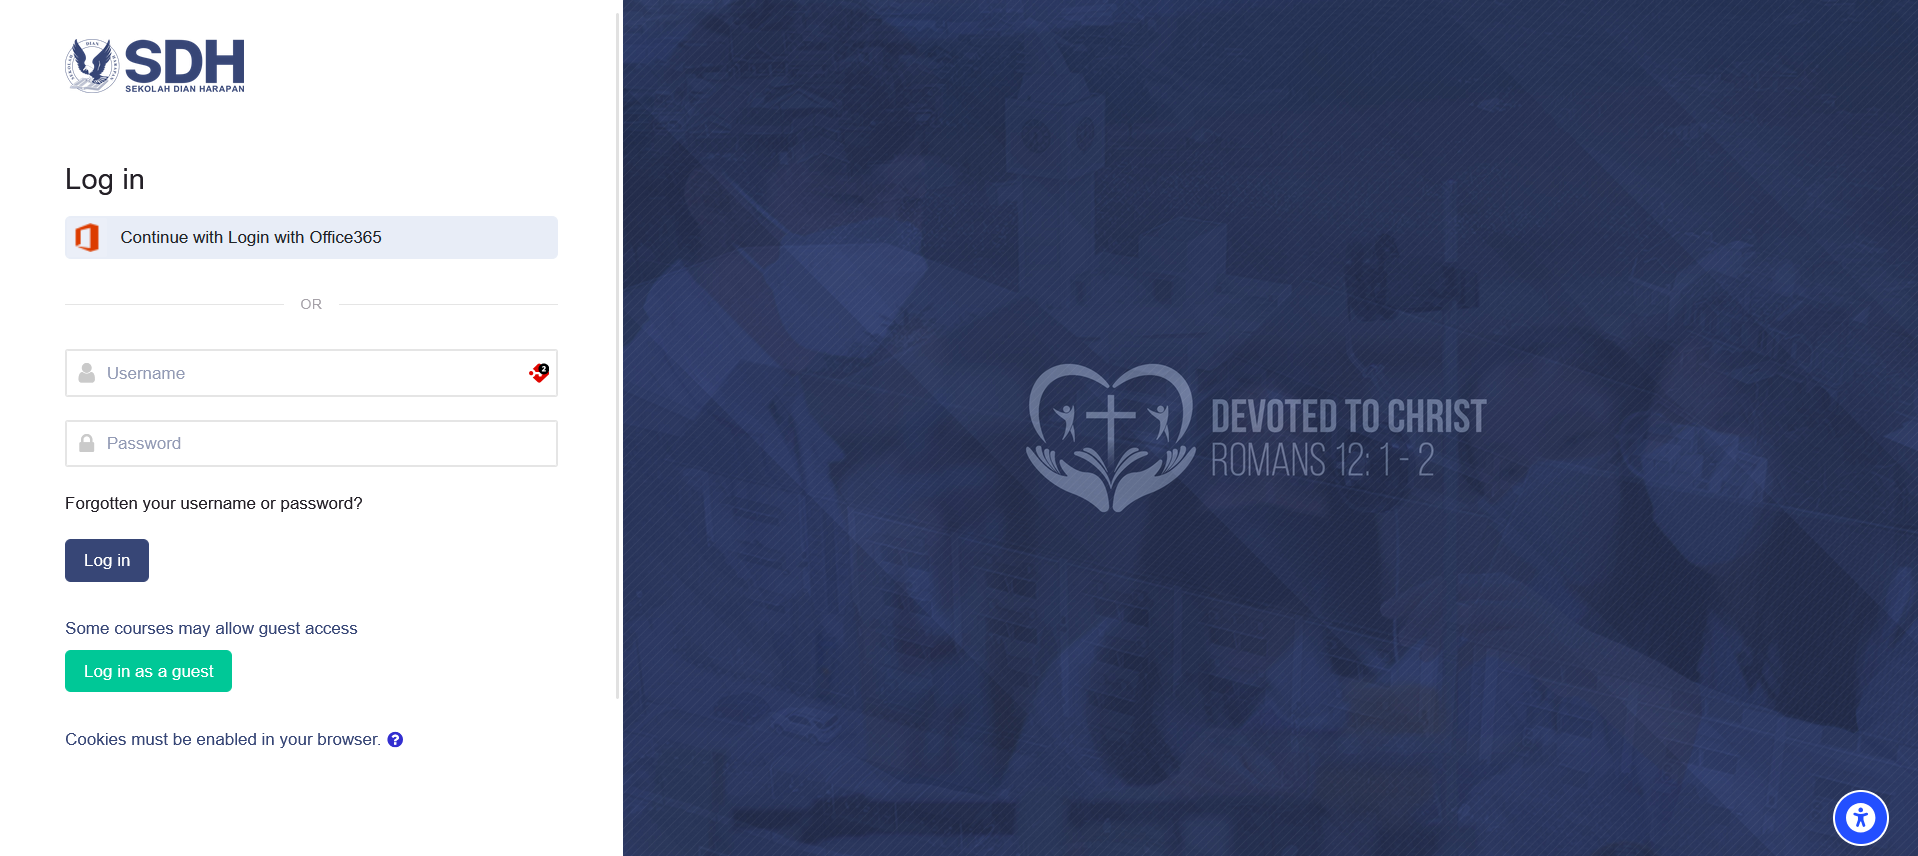 SDH
SEKOLAH DIAN HARAPAN
Log in
Continue with Login with Office365
OR
Username
2
Password
Forgotten your username or password?
Log in
Some courses may allow guest access
Log in as a guest
Cookies must be enabled in your browser.
DEVOTED TO CHRIST
ROMANS 12: 1 - 2